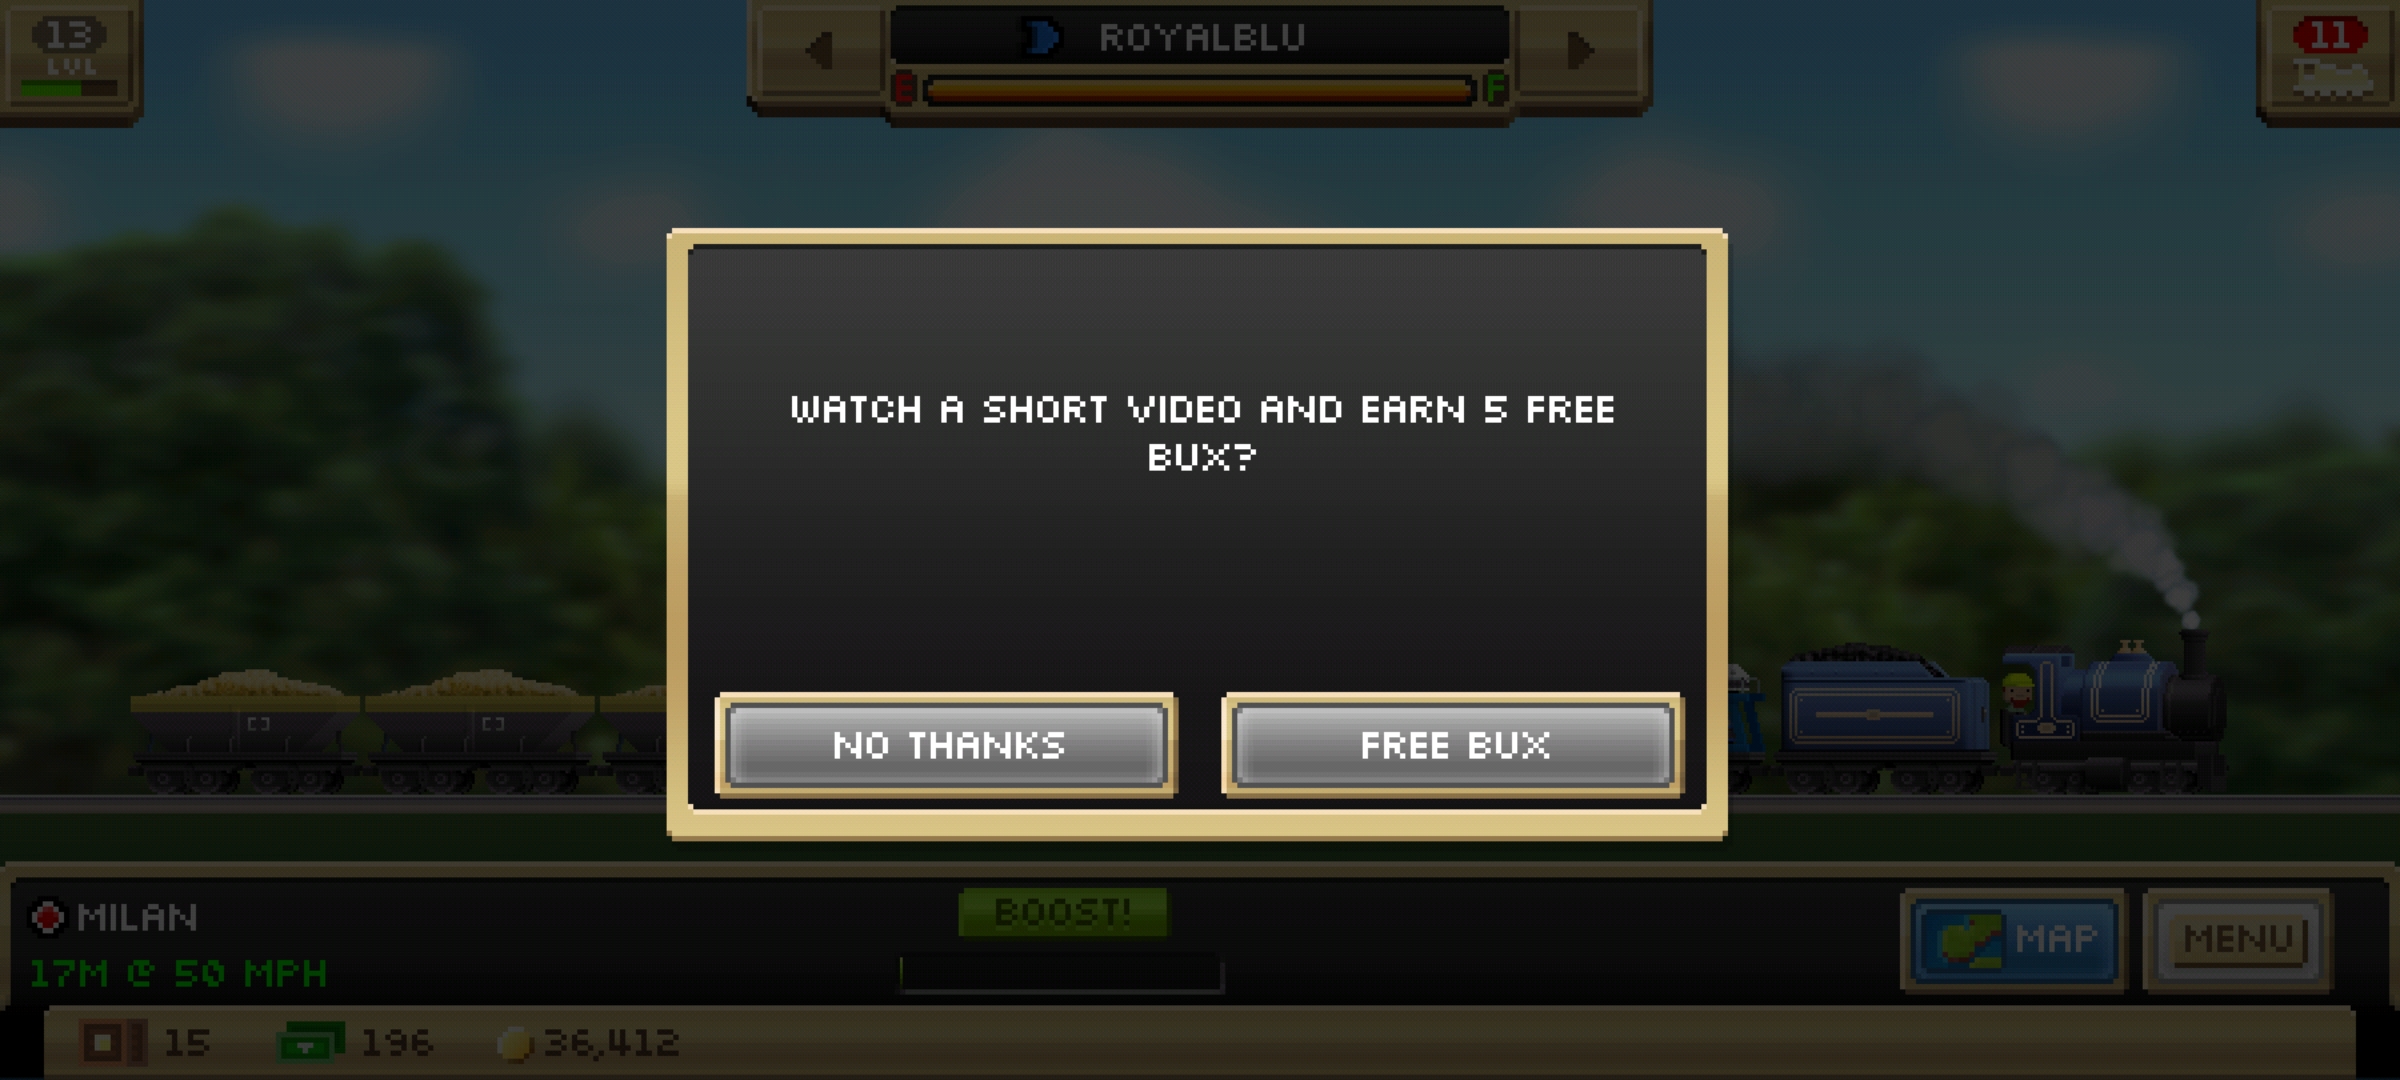 13
LVL
ROYALBLU
E F
11
WATCH A SHORT VIDEO AND EARN 5 FREE
BUX?
NO THANKS
FREE BUX
MILAN
17M @ 50 MPH
BOOST!
MAP
MENU
15
196
36,412